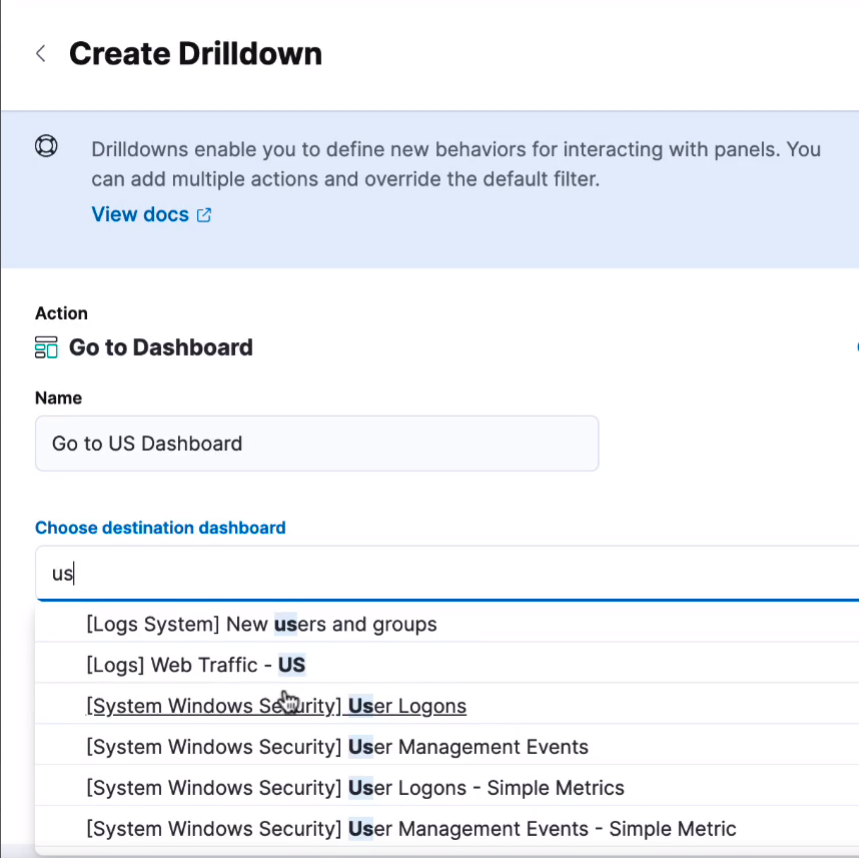 Create Drilldown
Drilldowns enable you to define new behaviors for interacting with panels. You
can add multiple actions and override the default filter.
View docs
Action
Go to Dashboard
Name
Go to US Dashboard
Choose destination dashboard
us
[Logs System] New users and groups
[Logs] Web Traffic - US
[System Windows Security] User Logons
[System Windows Security] User Management Events
[System Windows Security] User Logons - Simple Metrics
[System Windows Security] User Management Events - Simple Metric